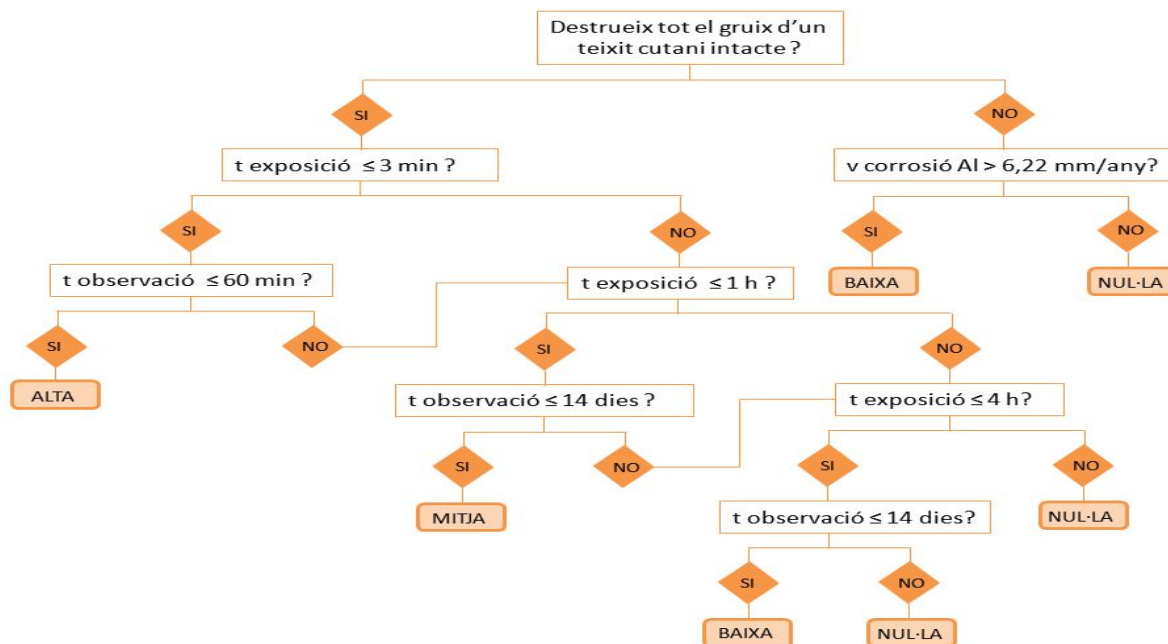 Destrueix tot el gruix d'un
teixit cutani intacte ?
SI
NO
t exposició ≤ 3 min ?
v corrosió Al > 6,22 mm/any?
SI
NO
SI
NO
t observació ≤ 60 min ?
t exposició ≤ 1 h ?
BAIXA
NUL·LA
SI
NO
SI
NO
ALTA
t observació ≤ 14 dies ?
t exposició ≤ 4 h?
SI
NO
SI
NO
MITJA
t observació ≤ 14 dies?
NUL·LA
SI
NO
BAIXA
NUL·LA